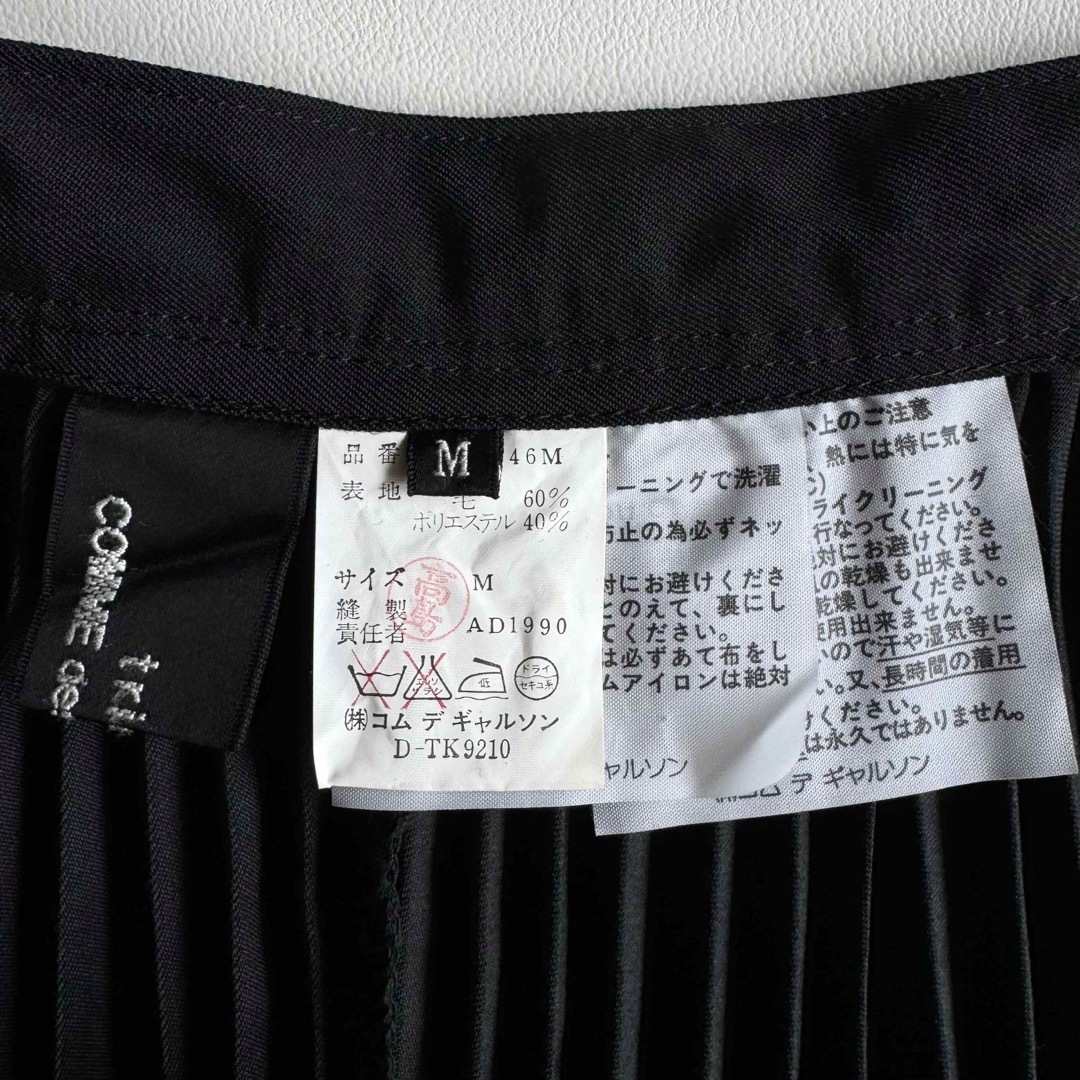 COMME des
M
品番 46M
表地 毛 60%
ポリエステル 40%
サイズ M
縫製
責任者 AD1990
低
ドライ
セキユ系
㈱コム デ ギャルソン
D-TK9210
ーニングで洗濯
防止の為必ずネッ
対にお避けくださ
とのえて、裏にし
てください。
は必ずあて布をし
ムアイロンは絶対
ャルソン
い上のご注意
熱には特に気を
ライクリーニング
行なってください。
対にお避けくださ
の乾燥も出来ませ
乾燥してください。
使用出来ません。
いので汗や湿気等に
い。又、長時間の着用
けください。
は永久ではありません。
デ ギャルソン